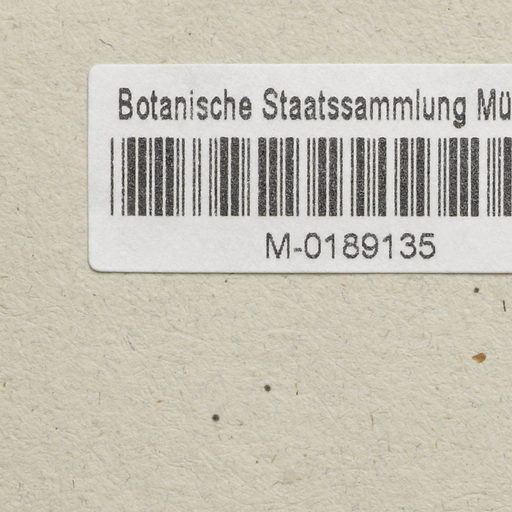 Botanische Staatssammlung Mü
M-0189135